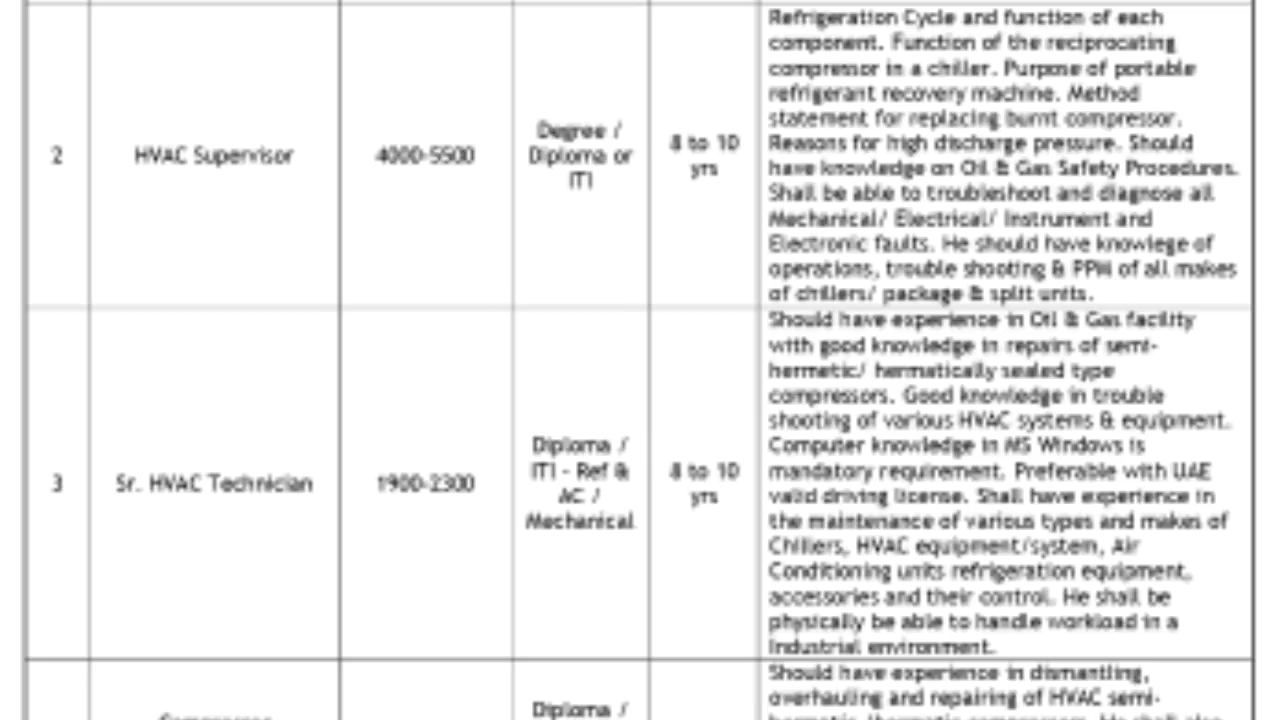 2
HVAC Supervisor
4000-5500
Degree /
Diploma or
ITI
8 to 10
yrs
Refrigeration Cycle and function of each
component. Function of the reciprocating
compressor in a chiller. Purpose of portable
refrigerant recovery machine. Method
statement for replacing burnt compressor.
Reasons for high discharge pressure. Should
have knowledge on Oil & Gas Safety Procedures.
Shall be able to troubleshoot and diagnose all
Mechanical/ Electrical/ Instrument and
Electronic faults. He should have knowlege of
operations, trouble shooting & PPM of all makes
of chillers/ package & split units.
3
Sr. HVAC Technician
1900-2300
Diploma /
ITI - Ref &
AC /
Mechanical
8 to 10
yrs
Should have experience in Oil & Gas facility
with good knowledge in repairs of semi-
hermetic/ hermatically sealed type
compressors. Good knowledge in trouble
shooting of various HVAC systems & equipment.
Computer knowledge in MS Windows is
mandatory requirement. Preferable with UAE
valid driving license. Shall have experience in
the maintenance of various types and makes of
Chillers, HVAC equipment/system, Air
Conditioning units refrigeration equipment,
accessories and their control. He shall be
physically be able to handle workload in a
Industrial environment.
Diploma /
Should have experience in dismantling,
overhauling and repairing of HVAC semi-